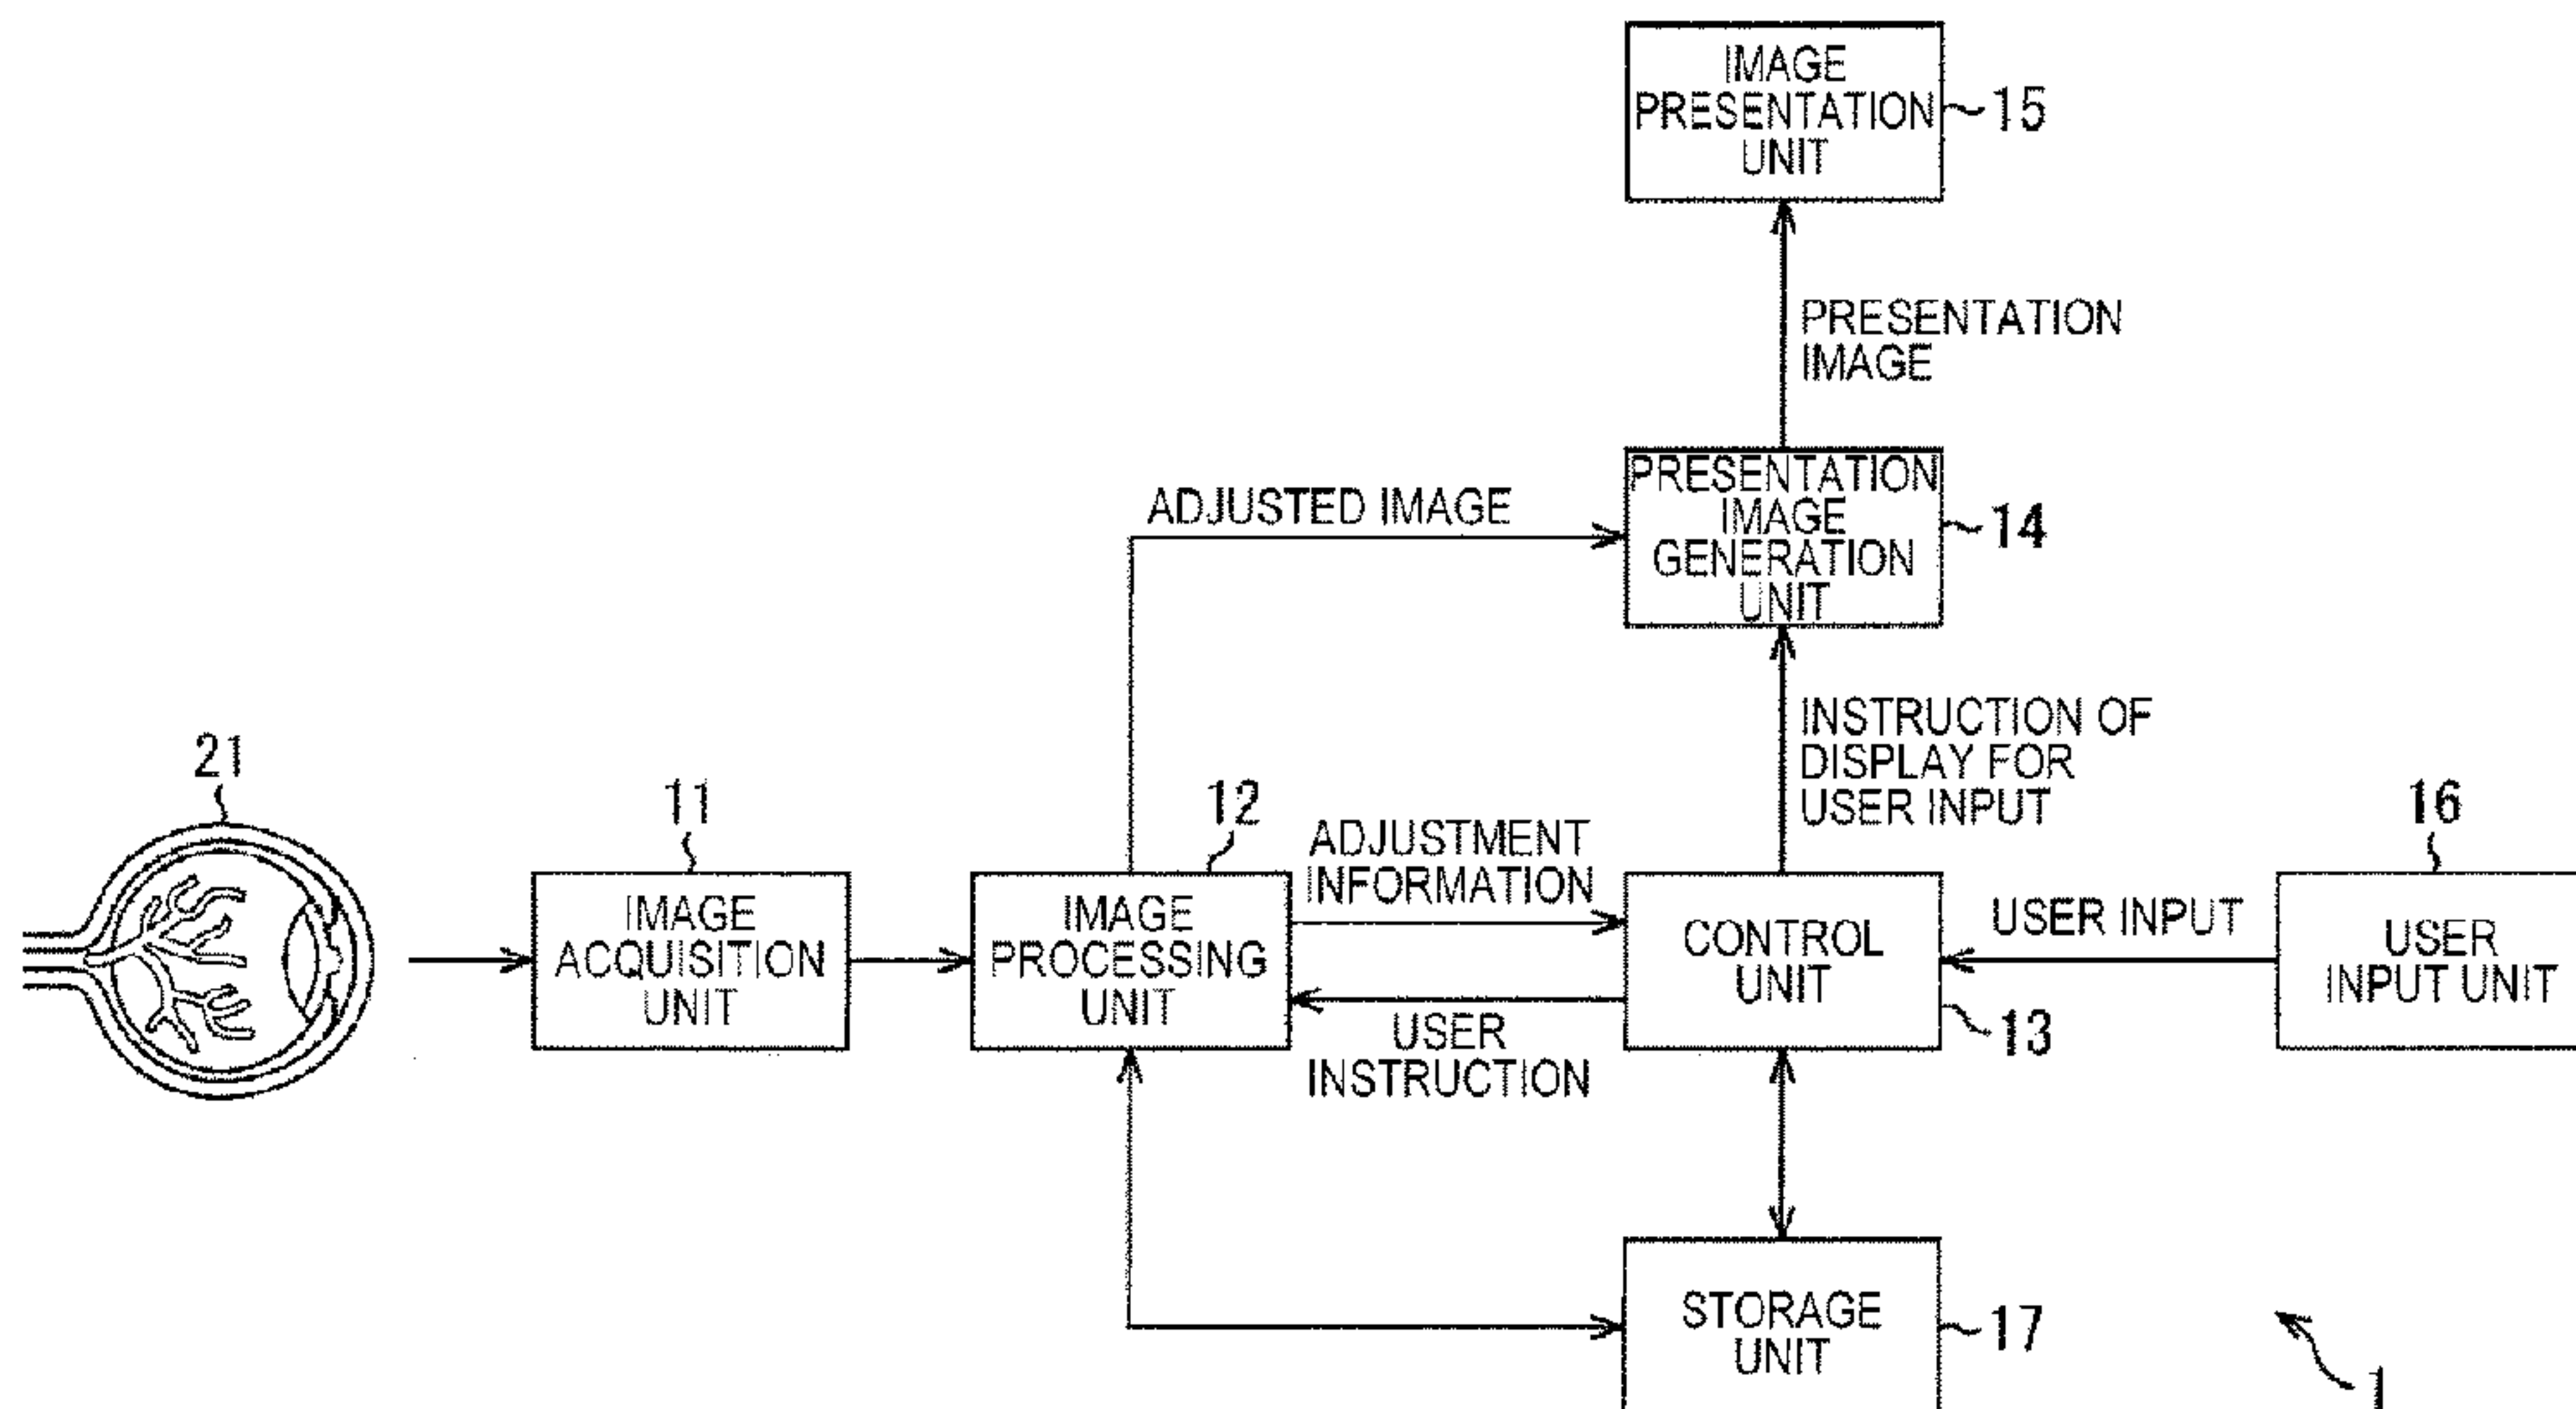 IMAGE
PRESENTATION
UNIT
15
PRESENTATION
IMAGE
ADJUSTED IMAGE
PRESENTATION
IMAGE
GENERATION
UNIT
14
INSTRUCTION OF
DISPLAY FOR
USER INPUT
21
11
IMAGE
ACQUISITION
UNIT
12
IMAGE
PROCESSING
UNIT
ADJUSTMENT
INFORMATION
USER
INSTRUCTION
CONTROL
UNIT
13
USER INPUT
16
USER
INPUT UNIT
STORAGE
UNIT
17
1